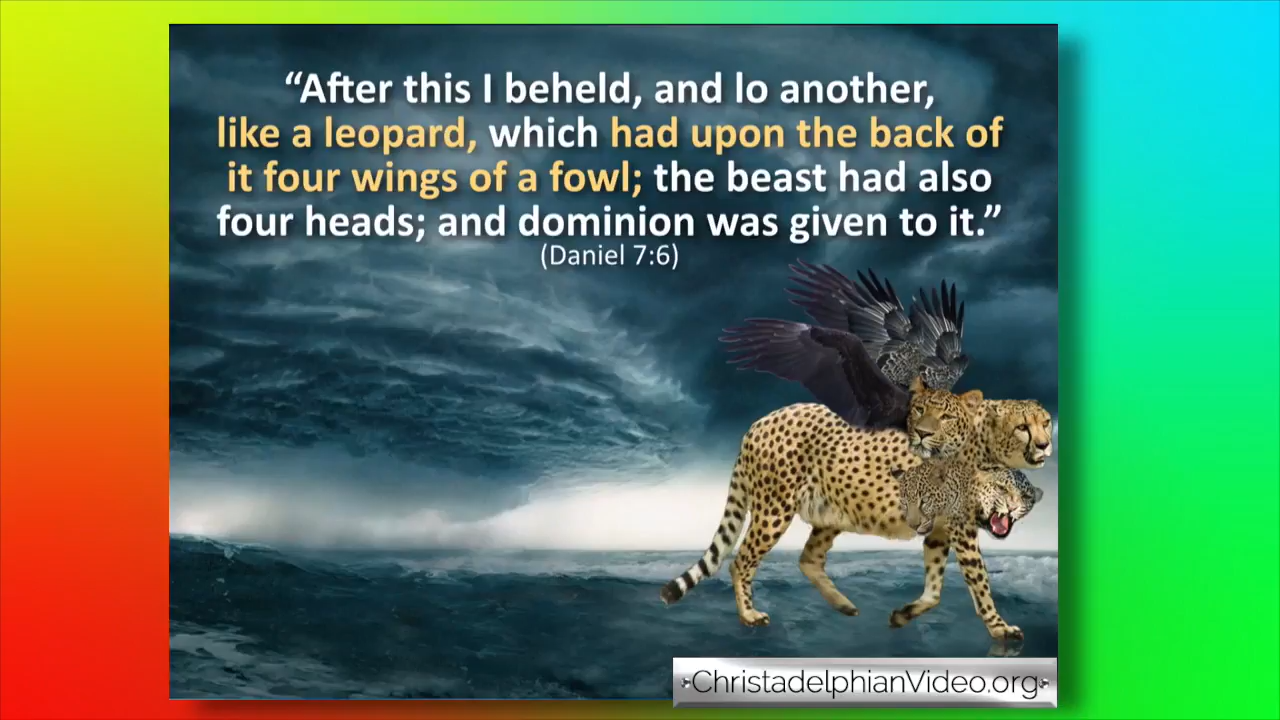 “After this I beheld, and lo another,
like a leopard, which had upon the back of
it four wings of a fowl; the beast had also
four heads; and dominion was given to it.”
(Daniel 7:6)
ChristadelphianVideo.org